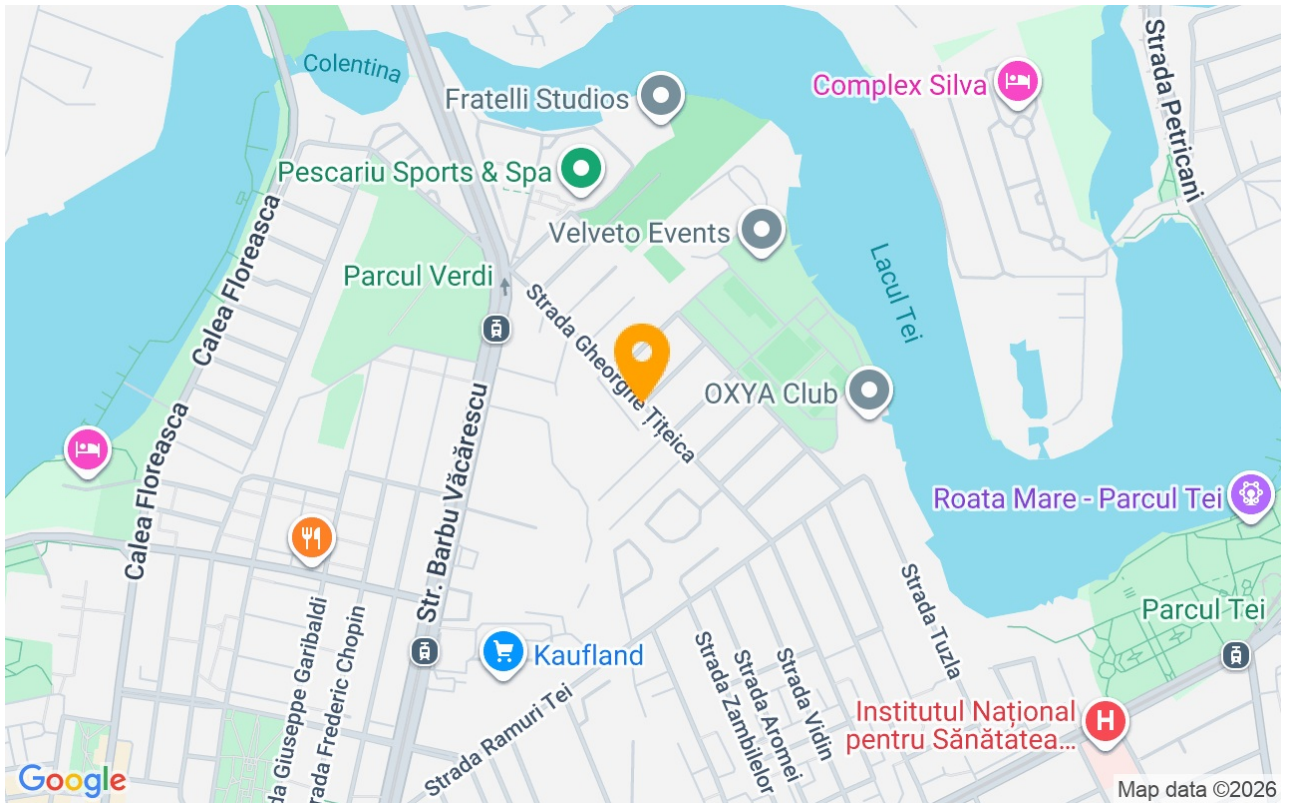 Colentina
Fratelli Studios
Complex Silva
Strada Petricani
Pescariu Sports & Spa
Calea Floreasca
Velveto Events
Parcul Verdi
Lacul Tei
Strada Gheorghe Țițeica
OXYA Club
Calea Floreasca
Str. Barbu Văcărescu
Roata Mare - Parcul Tei
Strada Tuzla
Parcul Tei
Kaufland
Strada Ramuri Tei
Strada Zambilelor
Strada Aromei
Strada Vidin
Institutul Național
pentru Sănătatea...
H
da Giuseppe Garibaldi
rada Frederic Chopin
Google
Map data ©2026